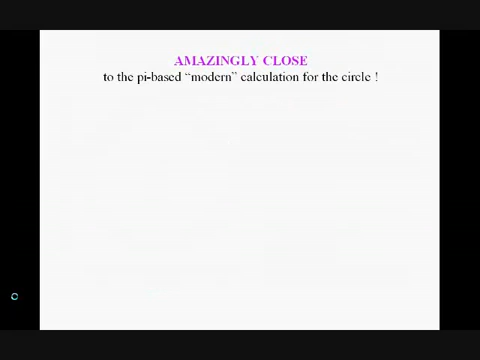 AMAZINGLY CLOSE
to the pi-based “modern” calculation for the circle !